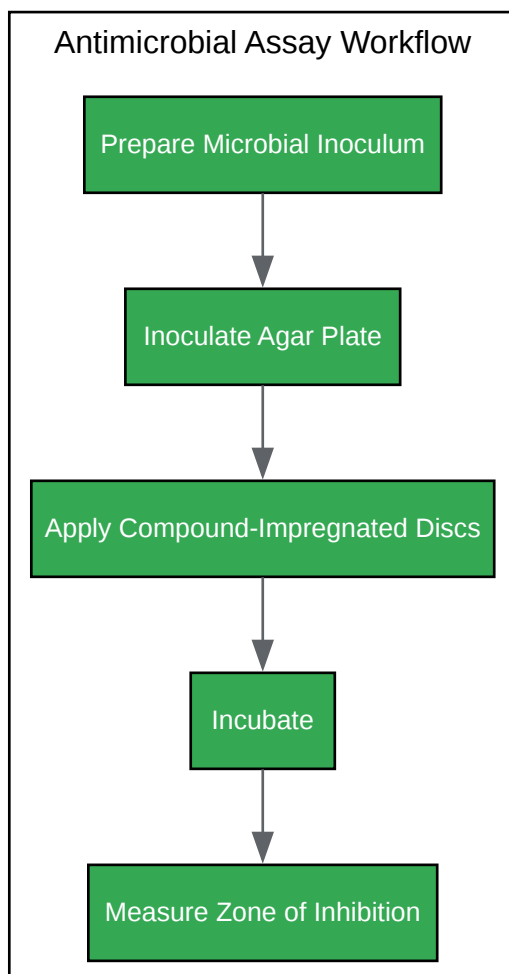 Antimicrobial Assay Workflow
Prepare Microbial Inoculum
Inoculate Agar Plate
Apply Compound-Impregnated Discs
Incubate
Measure Zone of Inhibition